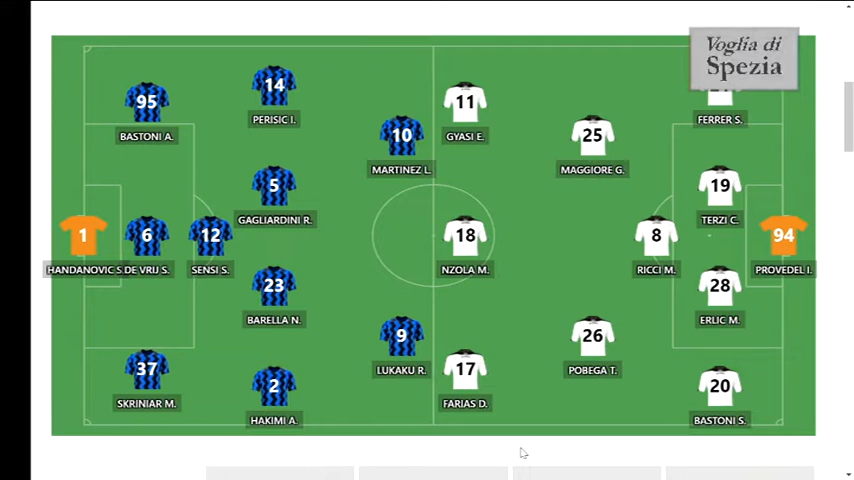 Voglia di
Spezia
95
BASTONI A.
14
PERISIC I.
10
MARTINEZ L.
11
GYASI E.
25
MAGGIORE G.
FERRER S.
5
GAGLIARDINI R.
19
TERZI C.
1
HANDANOVIC S.
6
DE VRIJ S.
12
SENSI S.
18
NZOLA M.
8
RICCI M.
94
PROVEDEL I.
23
BARELLA N.
28
ERLIC M.
9
LUKAKU R.
26
POBEGA T.
37
SKRINIAR M.
2
HAKIMI A.
17
FARIAS D.
20
BASTONI S.